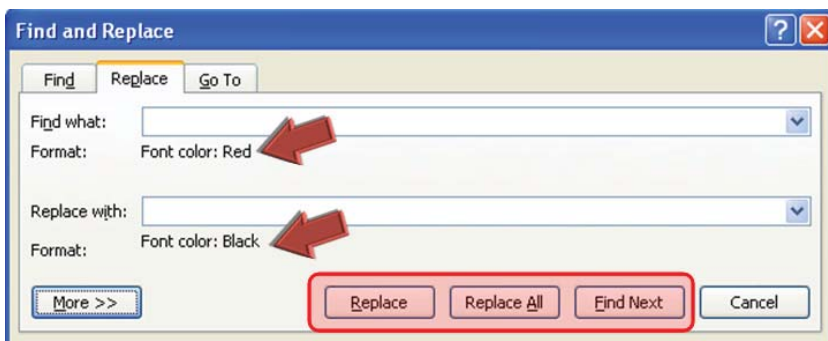 Find and Replace
Find Replace Go To
Find what:
Format: Font color: Red
Replace with:
Format: Font color: Black
More >> Replace Replace All Find Next Cancel